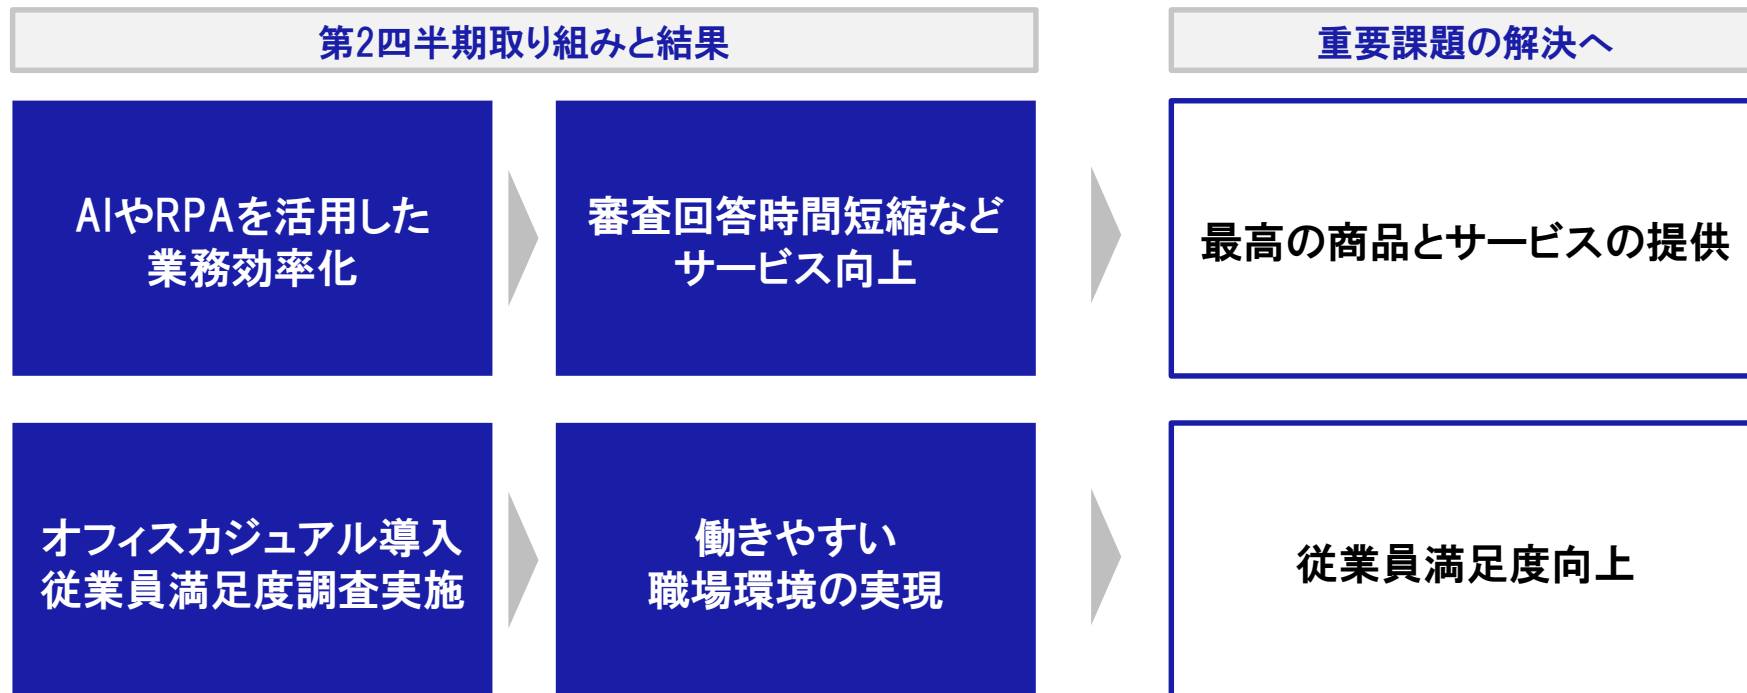 第2四半期取り組みと結果
重要課題の解決へ
AIやRPAを活用した
業務効率化
審査回答時間短縮など
サービス向上
最高の商品とサービスの提供
オフィスカジュアル導入
従業員満足度調査実施
働きやすい
職場環境の実現
従業員満足度向上